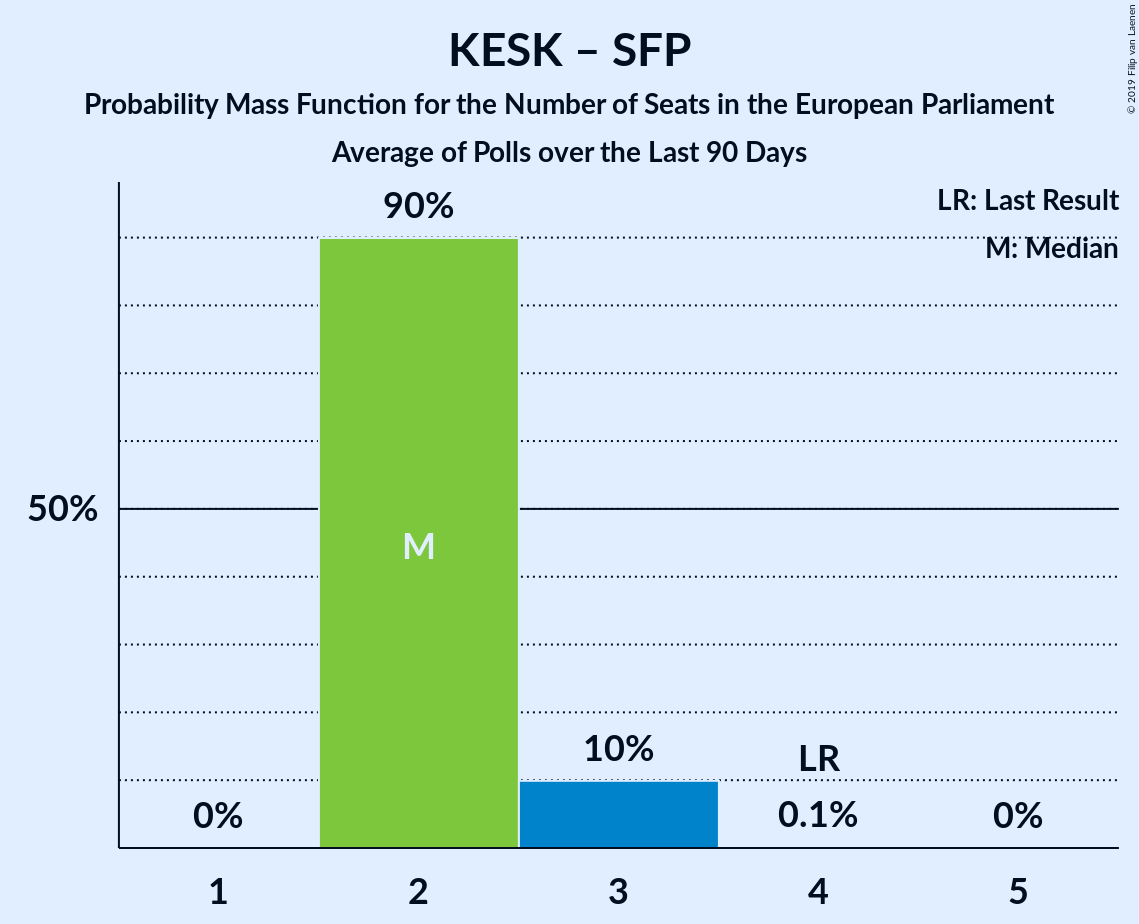 KESK – SFP
Probability Mass Function for the Number of Seats in the European Parliament
Average of Polls over the Last 90 Days
© 2019 Filip van Laenen
LR: Last Result
M: Median
90%
50%
M
10%
LR
0%
0.1%
0%
1 2 3 4 5